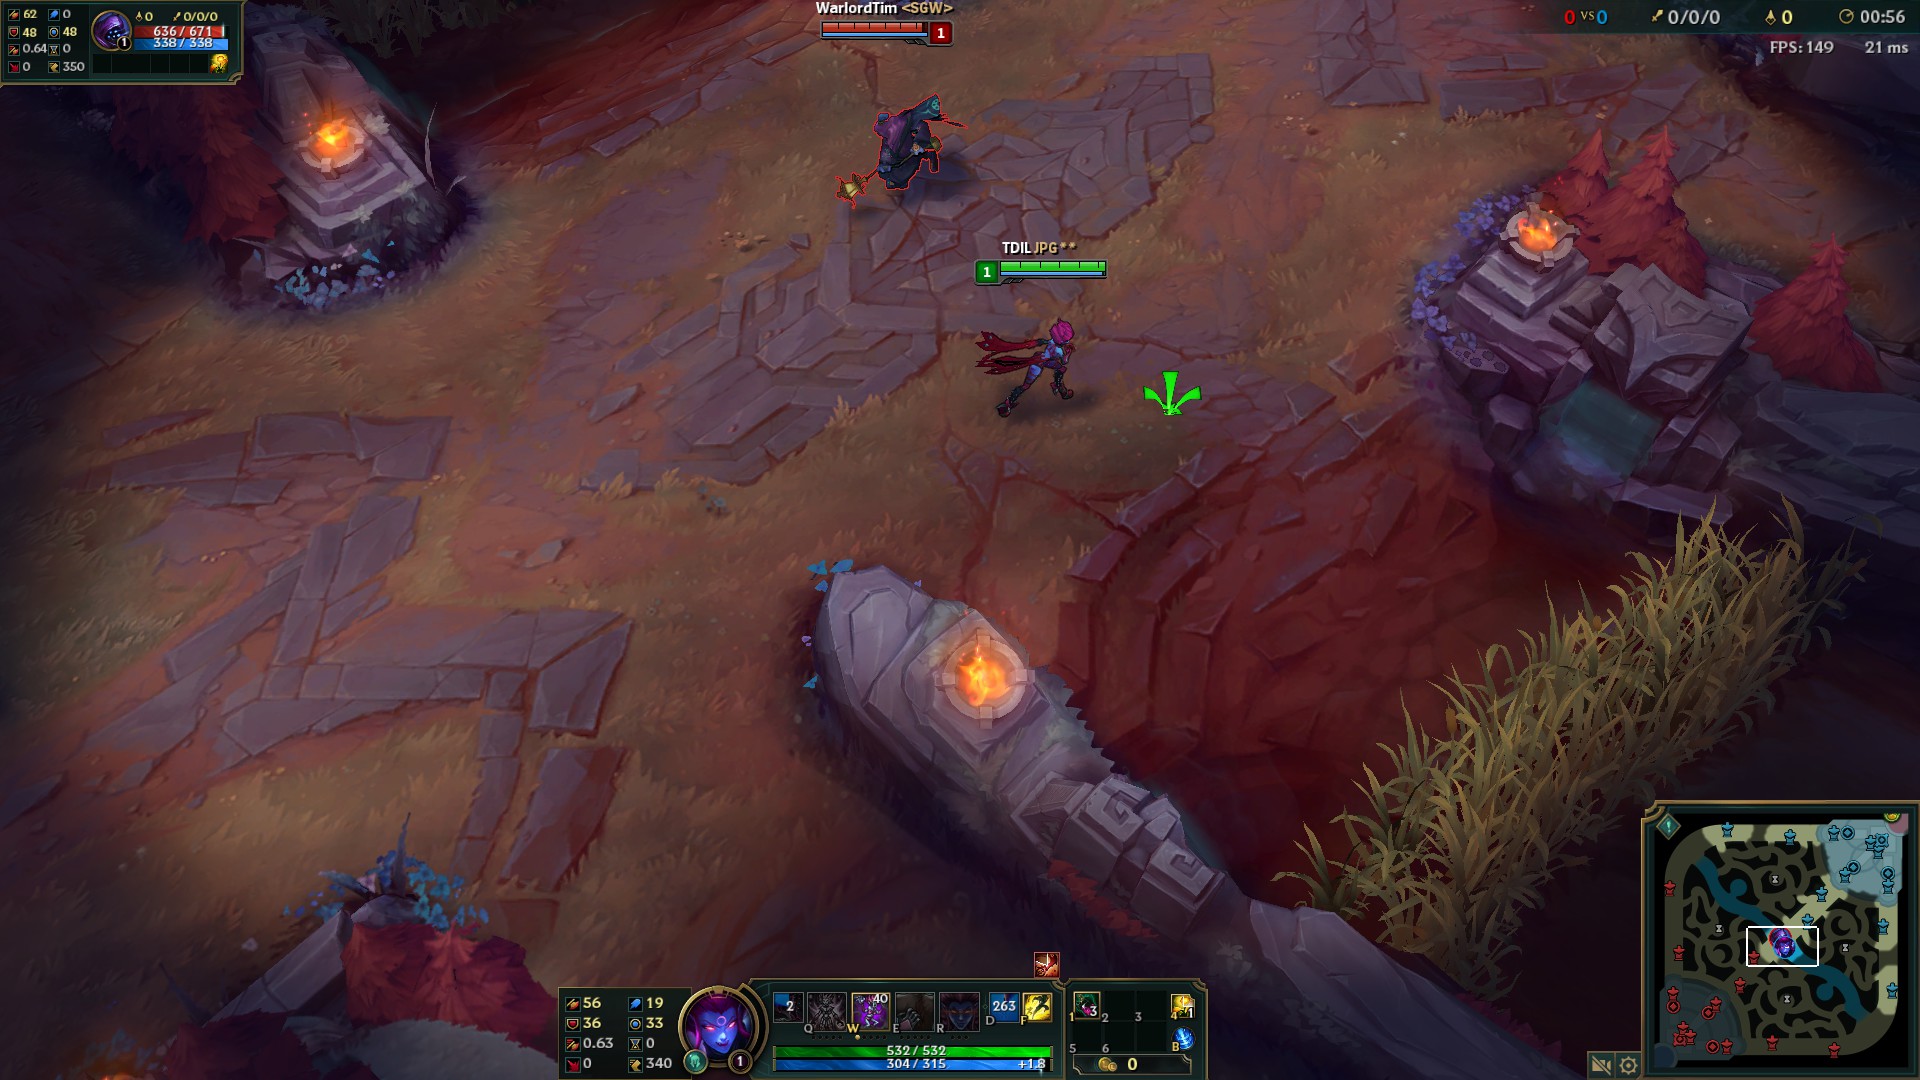 62 0
48 48
0.64 0
0 350
1
0 0/0/0
636 / 671
338 / 338
WarlordTim <SGW>
1
0 vs 0 0/0/0 0 00:56
FPS: 149 21 ms
TDIL JPG**
1
56 19
36 33
0.63 0
0 340
1
2 40 263
Q W E R D F
532 / 532
304 / 315 +1.8
3 1
1 2 3 4
5 6 B
0